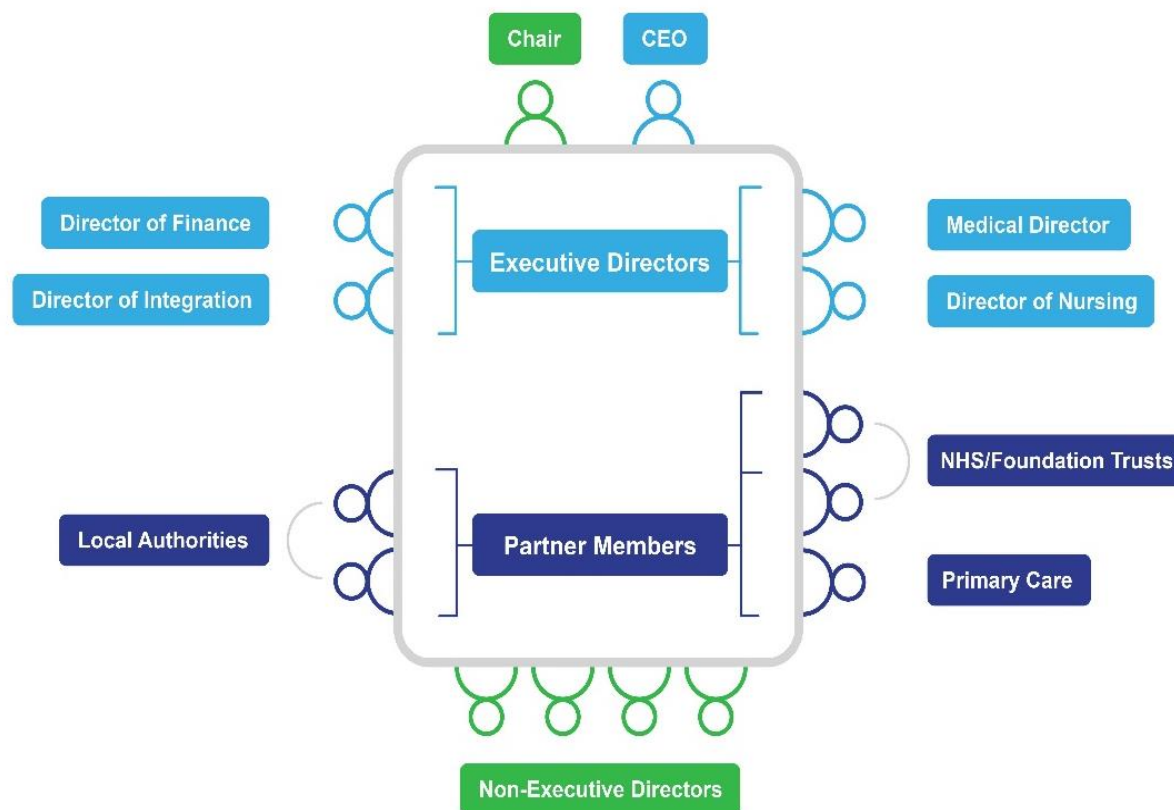 Chair
CEO
Director of Finance
Medical Director
Executive Directors
Director of Integration
Director of Nursing
NHS/Foundation Trusts
Local Authorities
Partner Members
Primary Care
Non-Executive Directors